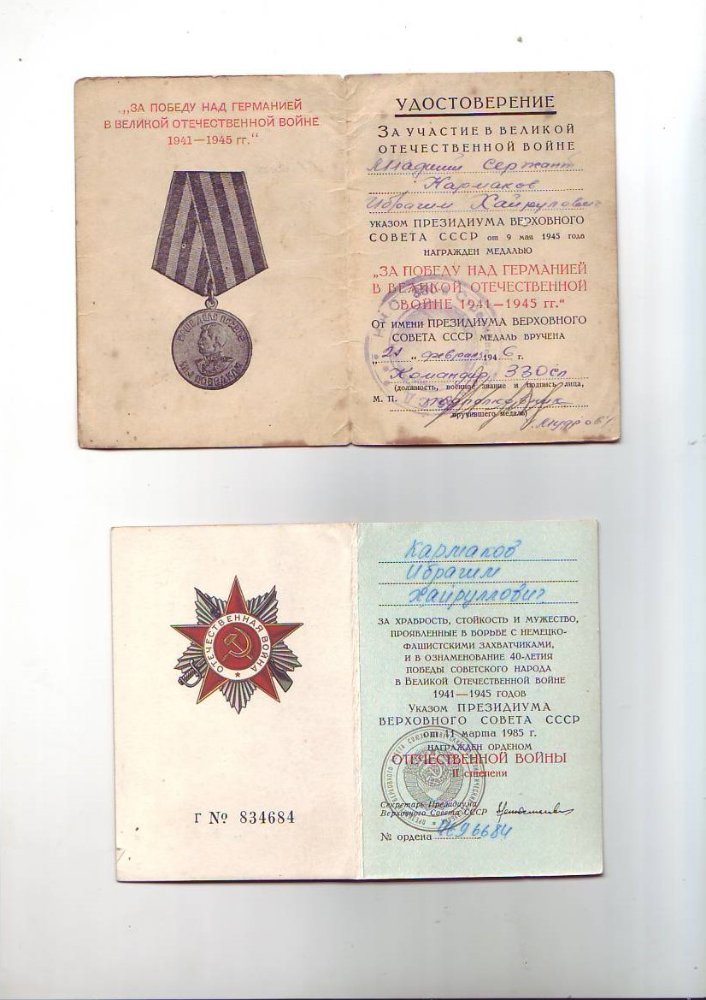 „ЗА ПОБЕДУ НАД ГЕРМАНИЕЙ
В ВЕЛИКОЙ ОТЕЧЕСТВЕННОЙ ВОЙНЕ
1941—1945 гг.“
НАШЕ ДЕЛО ПРАВОЕ
МЫ ПОБЕДИЛИ
УДОСТОВЕРЕНИЕ
ЗА УЧАСТИЕ В ВЕЛИКОЙ
ОТЕЧЕСТВЕННОЙ ВОЙНЕ
Младший Сержант
Кармаков
Ибрагим Хайрулович
УКАЗОМ ПРЕЗИДИУМА ВЕРХОВНОГО
СОВЕТА СССР от 9 мая 1945 года
НАГРАЖДЕН МЕДАЛЬЮ
„ЗА ПОБЕДУ НАД ГЕРМАНИЕЙ
В ВЕЛИКОЙ ОТЕЧЕСТВЕННОЙ
ВОЙНЕ 1941—1945 гг.“
От имени ПРЕЗИДИУМА ВЕРХОВНОГО
СОВЕТА СССР МЕДАЛЬ ВРУЧЕНА
„21“ февраля 1946 г.
Командир 330
(должность, военное звание и подпись лица,
М. П. подполковник
вручившего медаль)
ОТЕЧЕСТВЕННАЯ ВОЙНА
Г № 834684
Кармаков
Ибрагим
Хайруллович
ЗА ХРАБРОСТЬ, СТОЙКОСТЬ И МУЖЕСТВО,
ПРОЯВЛЕННЫЕ В БОРЬБЕ С НЕМЕЦКО-
ФАШИСТСКИМИ ЗАХВАТЧИКАМИ,
И В ОЗНАМЕНОВАНИЕ 40-ЛЕТИЯ
ПОБЕДЫ СОВЕТСКОГО НАРОДА
В ВЕЛИКОЙ ОТЕЧЕСТВЕННОЙ ВОЙНЕ
1941—1945 ГОДОВ
УКАЗОМ ПРЕЗИДИУМА
ВЕРХОВНОГО СОВЕТА СССР
от 11 марта 1985 г.
НАГРАЖДЕН ОРДЕНОМ
ОТЕЧЕСТВЕННОЙ ВОЙНЫ
II степени
Секретарь Президиума
Верховного Совета СССР
№ ордена 4696684